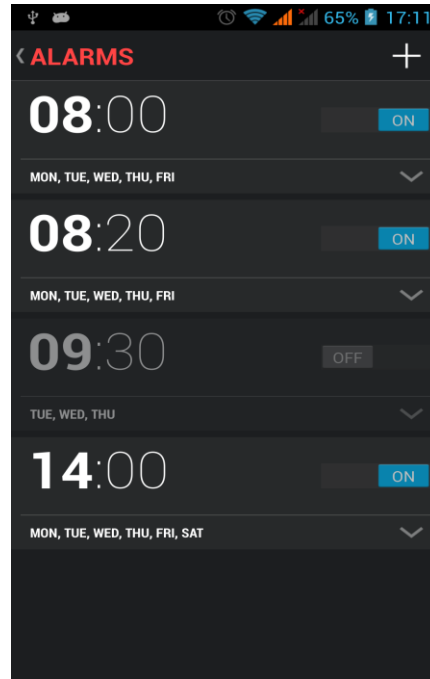 65% 17:11
ALARMS
08:00
ON
MON, TUE, WED, THU, FRI
08:20
ON
MON, TUE, WED, THU, FRI
09:30
OFF
TUE, WED, THU
14:00
ON
MON, TUE, WED, THU, FRI, SAT